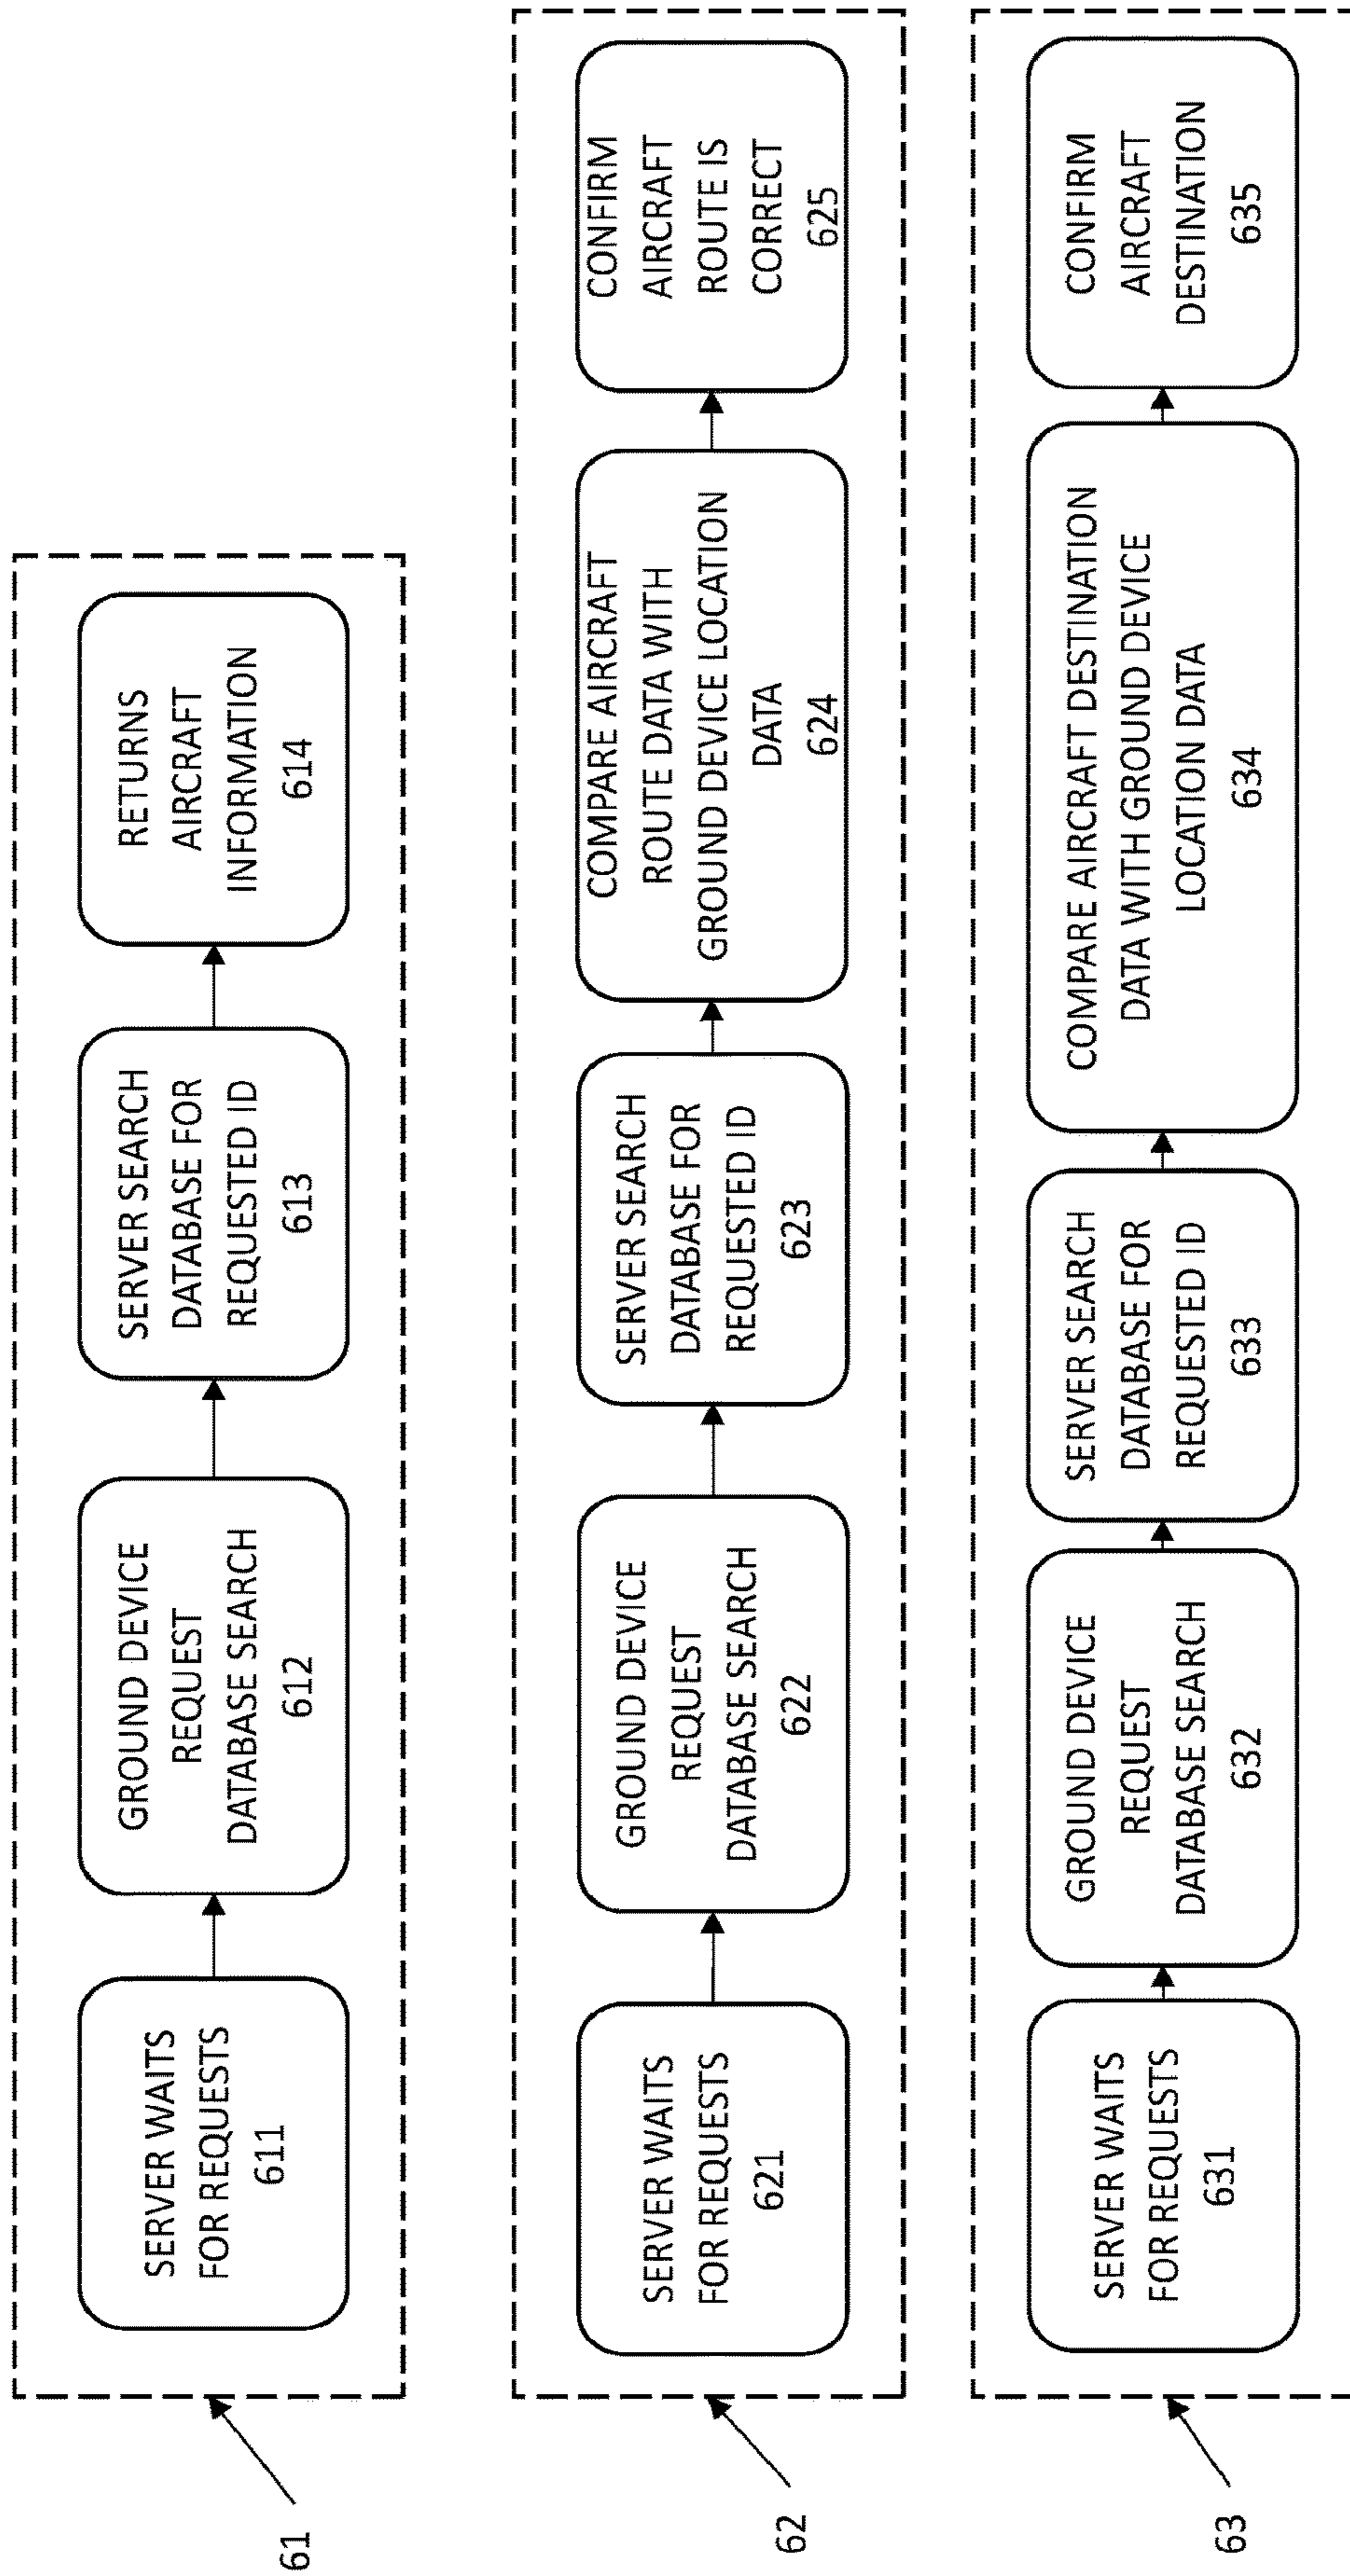 61
SERVER WAITS
FOR REQUESTS
611
GROUND DEVICE
REQUEST
DATABASE SEARCH
612
SERVER SEARCH
DATABASE FOR
REQUESTED ID
613
RETURNS
AIRCRAFT
INFORMATION
614
62
SERVER WAITS
FOR REQUESTS
621
GROUND DEVICE
REQUEST
DATABASE SEARCH
622
SERVER SEARCH
DATABASE FOR
REQUESTED ID
623
COMPARE AIRCRAFT
ROUTE DATA WITH
GROUND DEVICE LOCATION
DATA
624
CONFIRM
AIRCRAFT
ROUTE IS
CORRECT
625
63
SERVER WAITS
FOR REQUESTS
631
GROUND DEVICE
REQUEST
DATABASE SEARCH
632
SERVER SEARCH
DATABASE FOR
REQUESTED ID
633
COMPARE AIRCRAFT DESTINATION
DATA WITH GROUND DEVICE
LOCATION DATA
634
CONFIRM
AIRCRAFT
DESTINATION
635